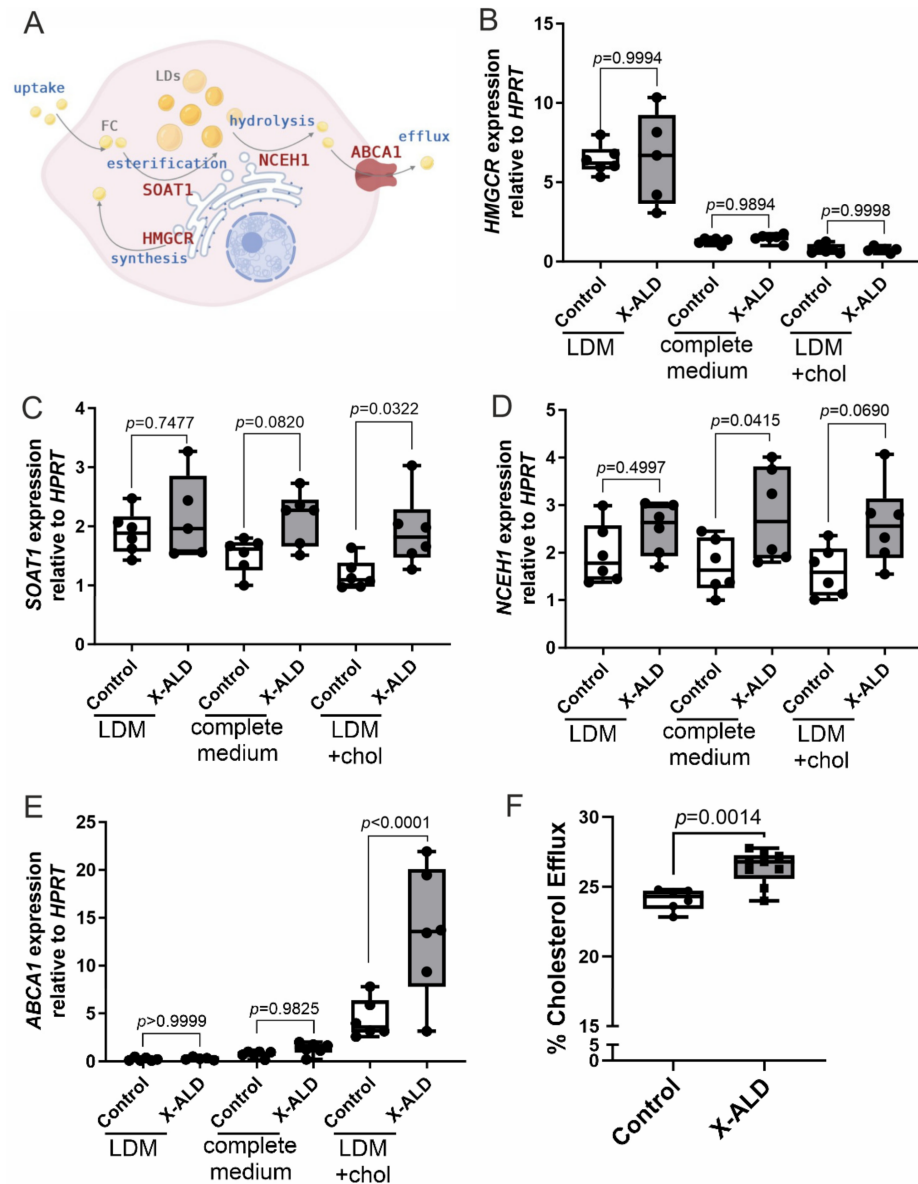 A
LDs
uptake
FC
hydrolysis
efflux
ABCA1
esterification
NCEH1
SOAT1
HMGCR
synthesis
B
HMGCR expression
relative to HPRT
p=0.9994
p=0.9894
p=0.9998
15
10
5
0
Control
X-ALD
Control
X-ALD
Control
X-ALD
LDM
complete
medium
LDM
+chol
C
SOAT1 expression
relative to HPRT
p=0.7477
p=0.0820
p=0.0322
4
3
2
1
0
Control
X-ALD
Control
X-ALD
Control
X-ALD
LDM
complete
medium
LDM
+chol
D
NCEH1 expression
relative to HPRT
p=0.4997
p=0.0415
p=0.0690
5
4
3
2
1
0
Control
X-ALD
Control
X-ALD
Control
X-ALD
LDM
complete
medium
LDM
+chol
E
ABCA1 expression
relative to HPRT
p>0.9999
p=0.9825
p<0.0001
25
20
15
10
5
0
Control
X-ALD
Control
X-ALD
Control
X-ALD
LDM
complete
medium
LDM
+chol
F
% Cholesterol Efflux
p=0.0014
30
25
20
15
5
0
Control
X-ALD